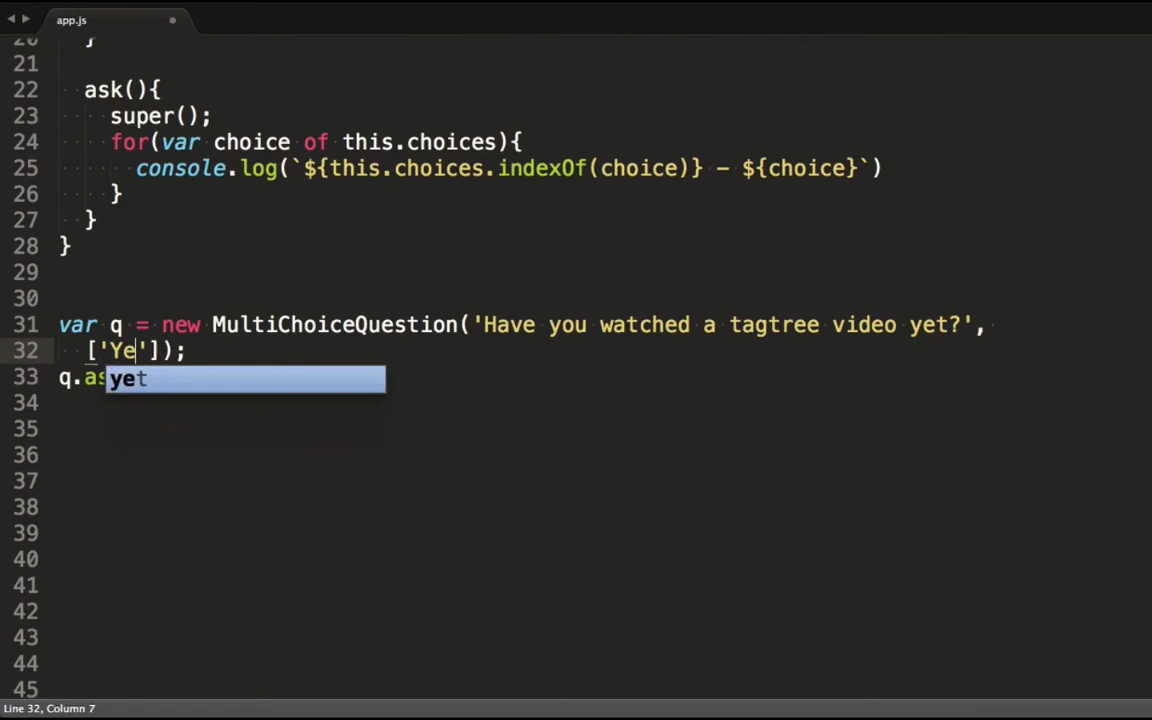 app.js
20 }
21
22 ask(){
23 super();
24 for(var choice of this.choices){
25 console.log(`${this.choices.indexOf(choice)} - ${choice}`)
26 }
27 }
28 }
29
30
31 var q = new MultiChoiceQuestion('Have you watched a tagtree video yet?',
32 ['Ye']);
33 q.as
yet
34
35
36
37
38
39
40
41
42
43
44
45
Line 32, Column 7